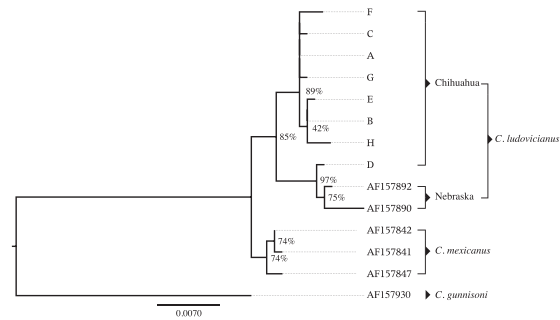 F
C
A
G
89%
E
Chihuahua
B
42%
85%
H
C. ludovicianus
D
97%
AF157892
75%
Nebraska
AF157890
AF157842
74%
AF157841
C. mexicanus
74%
AF157847
AF157930
C. gunnisoni
0.0070